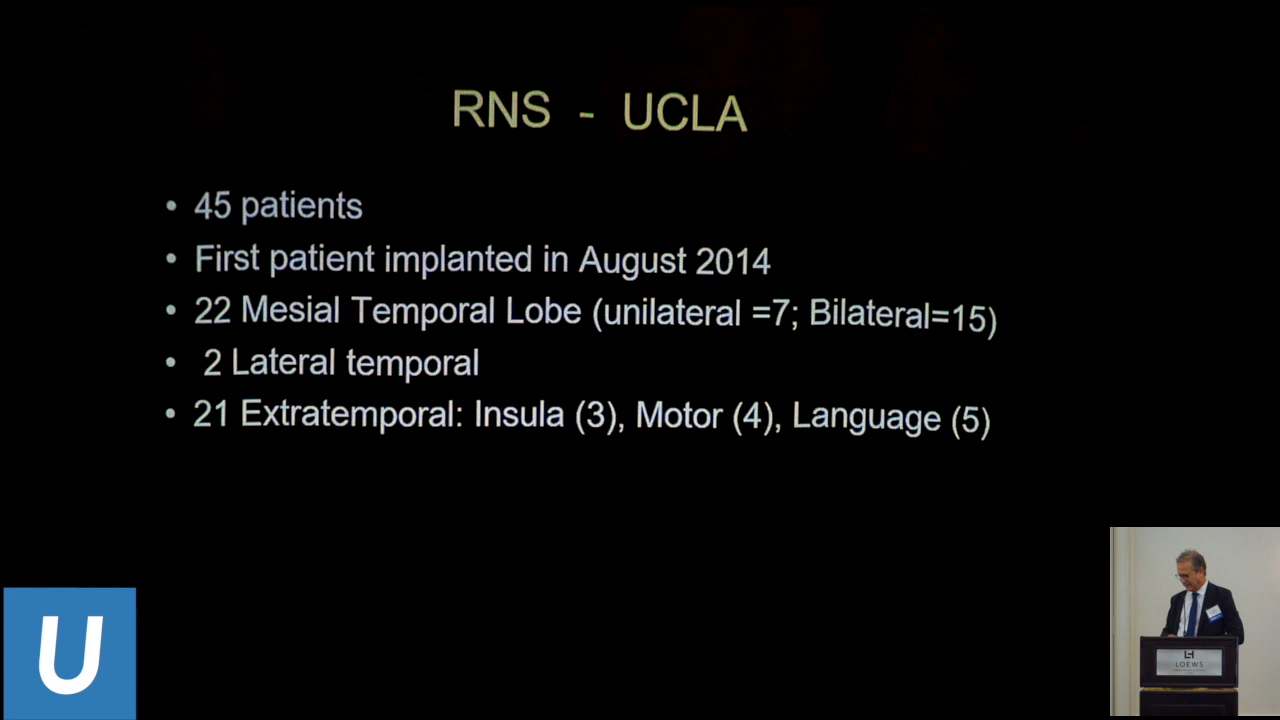 RNS - UCLA
• 45 patients
• First patient implanted in August 2014
• 22 Mesial Temporal Lobe (unilateral =7; Bilateral=15)
• 2 Lateral temporal
• 21 Extratemporal: Insula (3), Motor (4), Language (5)
U
LOEWS